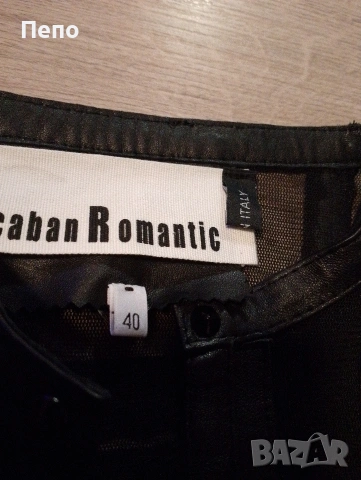 Пепо
caban Romantic
N ITALY
40
BAZAR